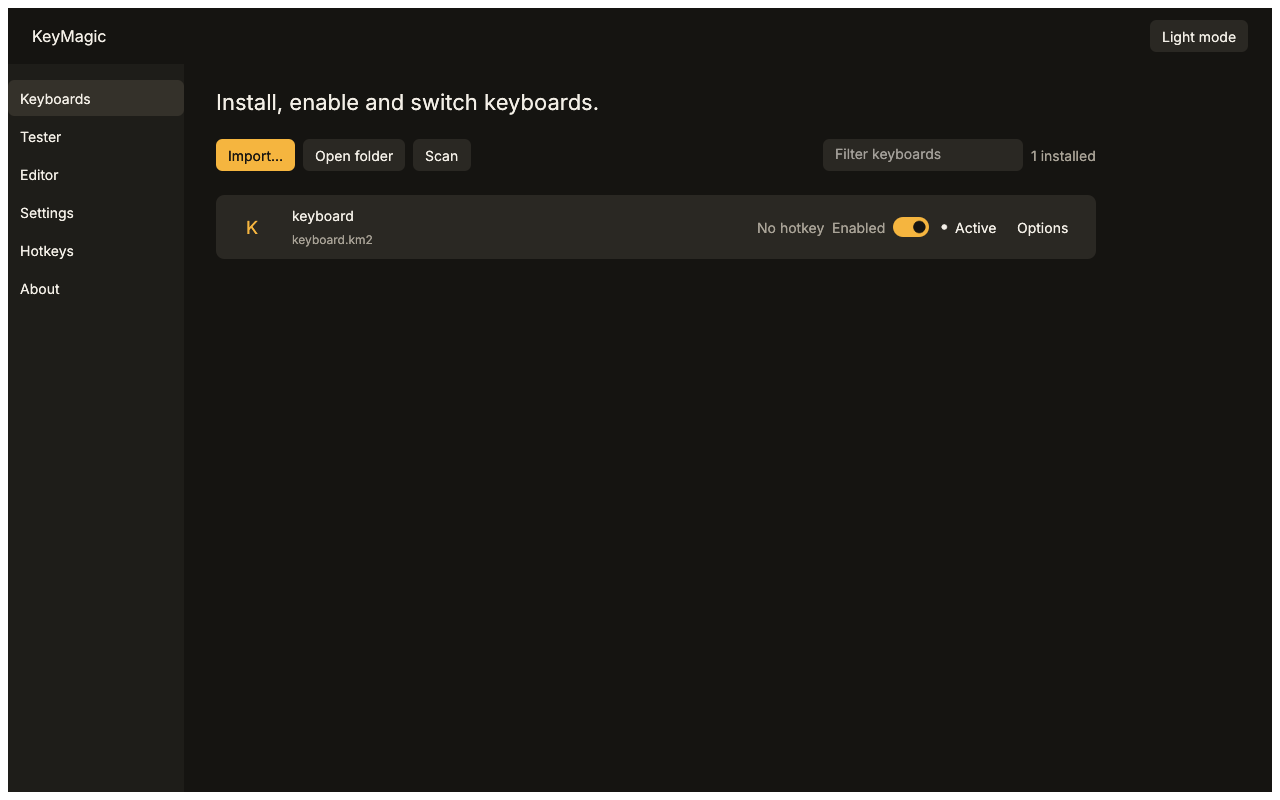 KeyMagic
Light mode
Keyboards
Tester
Editor
Settings
Hotkeys
About
Install, enable and switch keyboards.
Import... Open folder Scan Filter keyboards 1 installed
K
keyboard
keyboard.km2
No hotkey Enabled • Active Options